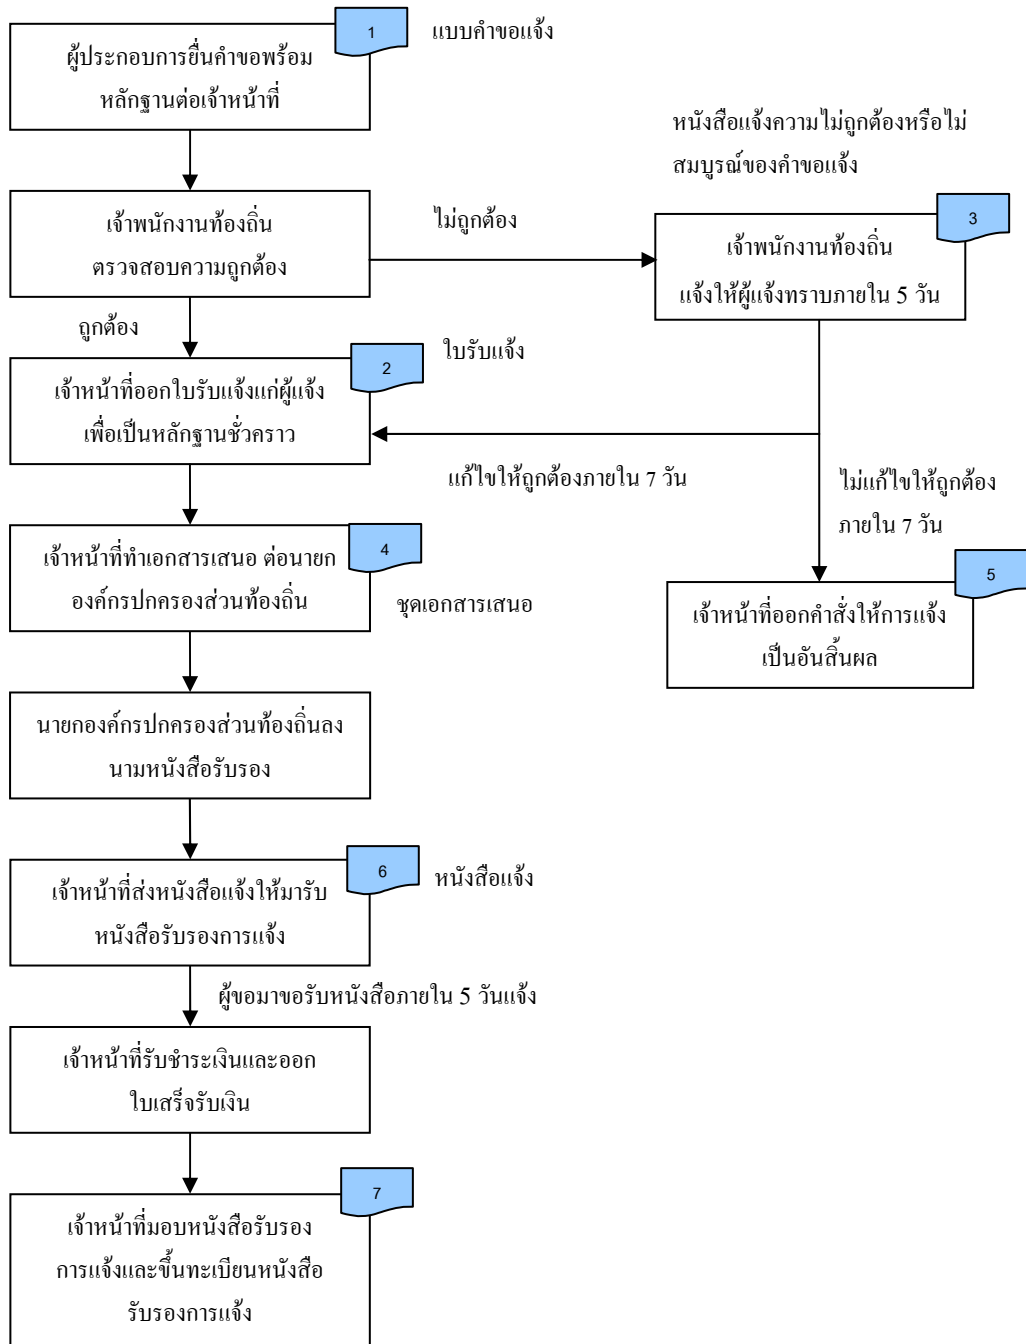 1
แบบคำขอแจ้ง
ผู้ประกอบการยื่นคำขอพร้อม
หลักฐานต่อเจ้าหน้าที่
หนังสือแจ้งความไม่ถูกต้องหรือไม่
สมบูรณ์ของคำขอแจ้ง
เจ้าพนักงานท้องถิ่น
ตรวจสอบความถูกต้อง
ไม่ถูกต้อง
3
เจ้าพนักงานท้องถิ่น
แจ้งให้ผู้แจ้งทราบภายใน 5 วัน
ถูกต้อง
2
ใบรับแจ้ง
เจ้าหน้าที่ออกใบรับแจ้งแก่ผู้แจ้ง
เพื่อเป็นหลักฐานชั่วคราว
แก้ไขให้ถูกต้องภายใน 7 วัน
ไม่แก้ไขให้ถูกต้อง
ภายใน 7 วัน
4
เจ้าหน้าที่ทำเอกสารเสนอ ต่อนายก
องค์กรปกครองส่วนท้องถิ่น
ชุดเอกสารเสนอ
5
เจ้าหน้าที่ออกคำสั่งให้การแจ้ง
เป็นอันสิ้นผล
นายกองค์กรปกครองส่วนท้องถิ่นลง
นามหนังสือรับรอง
6
หนังสือแจ้ง
เจ้าหน้าที่ส่งหนังสือแจ้งให้มารับ
หนังสือรับรองการแจ้ง
ผู้ขอมาขอรับหนังสือภายใน 5 วันแจ้ง
เจ้าหน้าที่รับชำระเงินและออก
ใบเสร็จรับเงิน
7
เจ้าหน้าที่มอบหนังสือรับรอง
การแจ้งและขึ้นทะเบียนหนังสือ
รับรองการแจ้ง